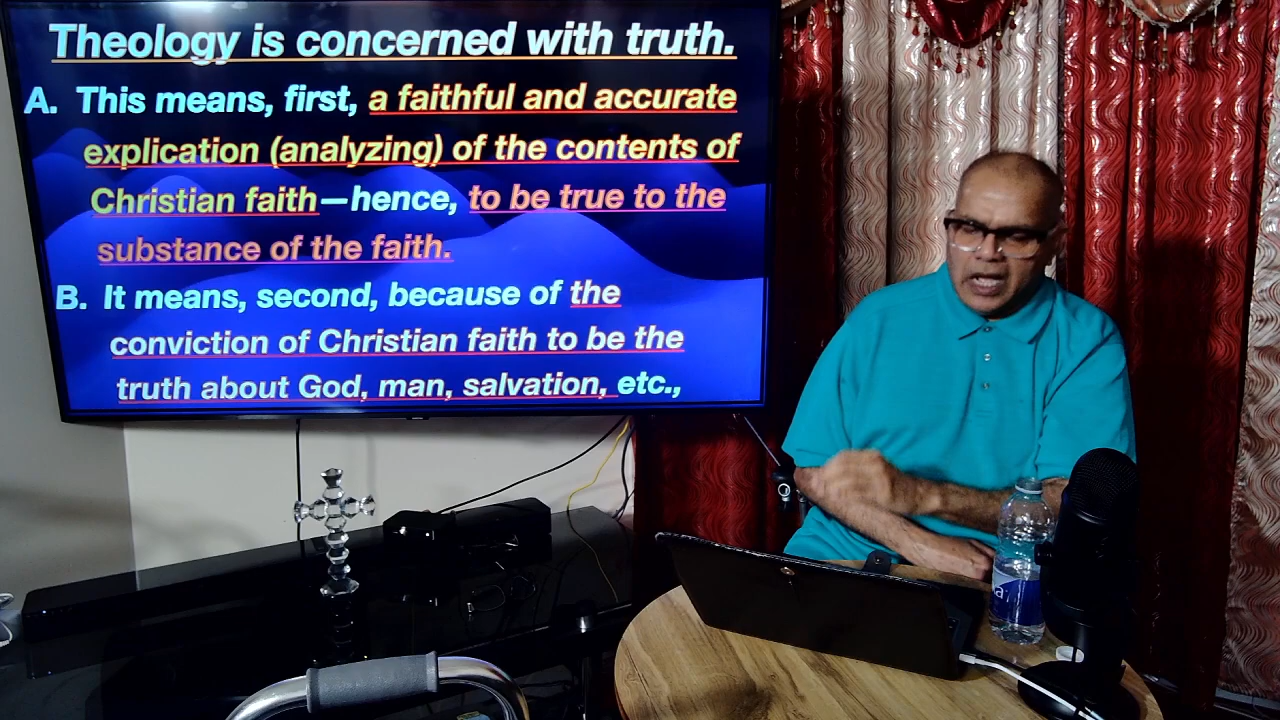 Theology is concerned with truth.
A. This means, first, a faithful and accurate
explication (analyzing) of the contents of
Christian faith—hence, to be true to the
substance of the faith.
B. It means, second, because of the
conviction of Christian faith to be the
truth about God, man, salvation, etc.,